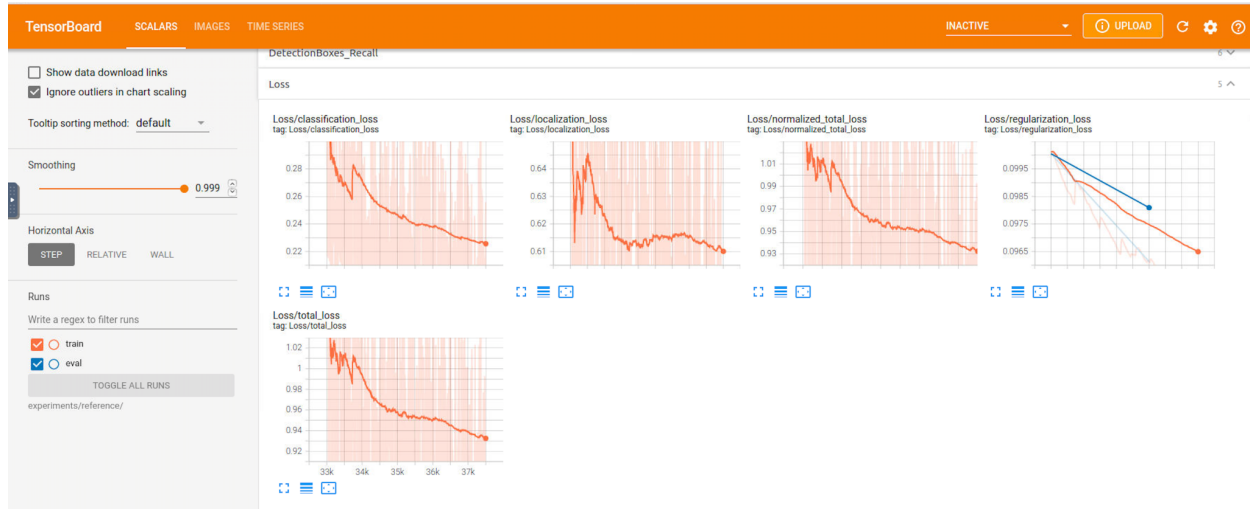 TensorBoard SCALARS IMAGES TIME SERIES INACTIVE UPLOAD
DetectionBoxes_Recall 6
Show data download links
Ignore outliers in chart scaling
Loss 5
Tooltip sorting method: default
Loss/classification_loss
tag: Loss/classification_loss
0.28
0.26
0.24
0.22
Loss/localization_loss
tag: Loss/localization_loss
0.64
0.63
0.62
0.61
Loss/normalized_total_loss
tag: Loss/normalized_total_loss
1.01
0.99
0.97
0.95
0.93
Loss/regularization_loss
tag: Loss/regularization_loss
0.0995
0.0985
0.0975
0.0965
Smoothing
0.999
Horizontal Axis
STEP RELATIVE WALL
Runs
Write a regex to filter runs
train
eval
TOGGLE ALL RUNS
experiments/reference/
Loss/total_loss
tag: Loss/total_loss
1.02
1
0.98
0.96
0.94
0.92
33k 34k 35k 36k 37k